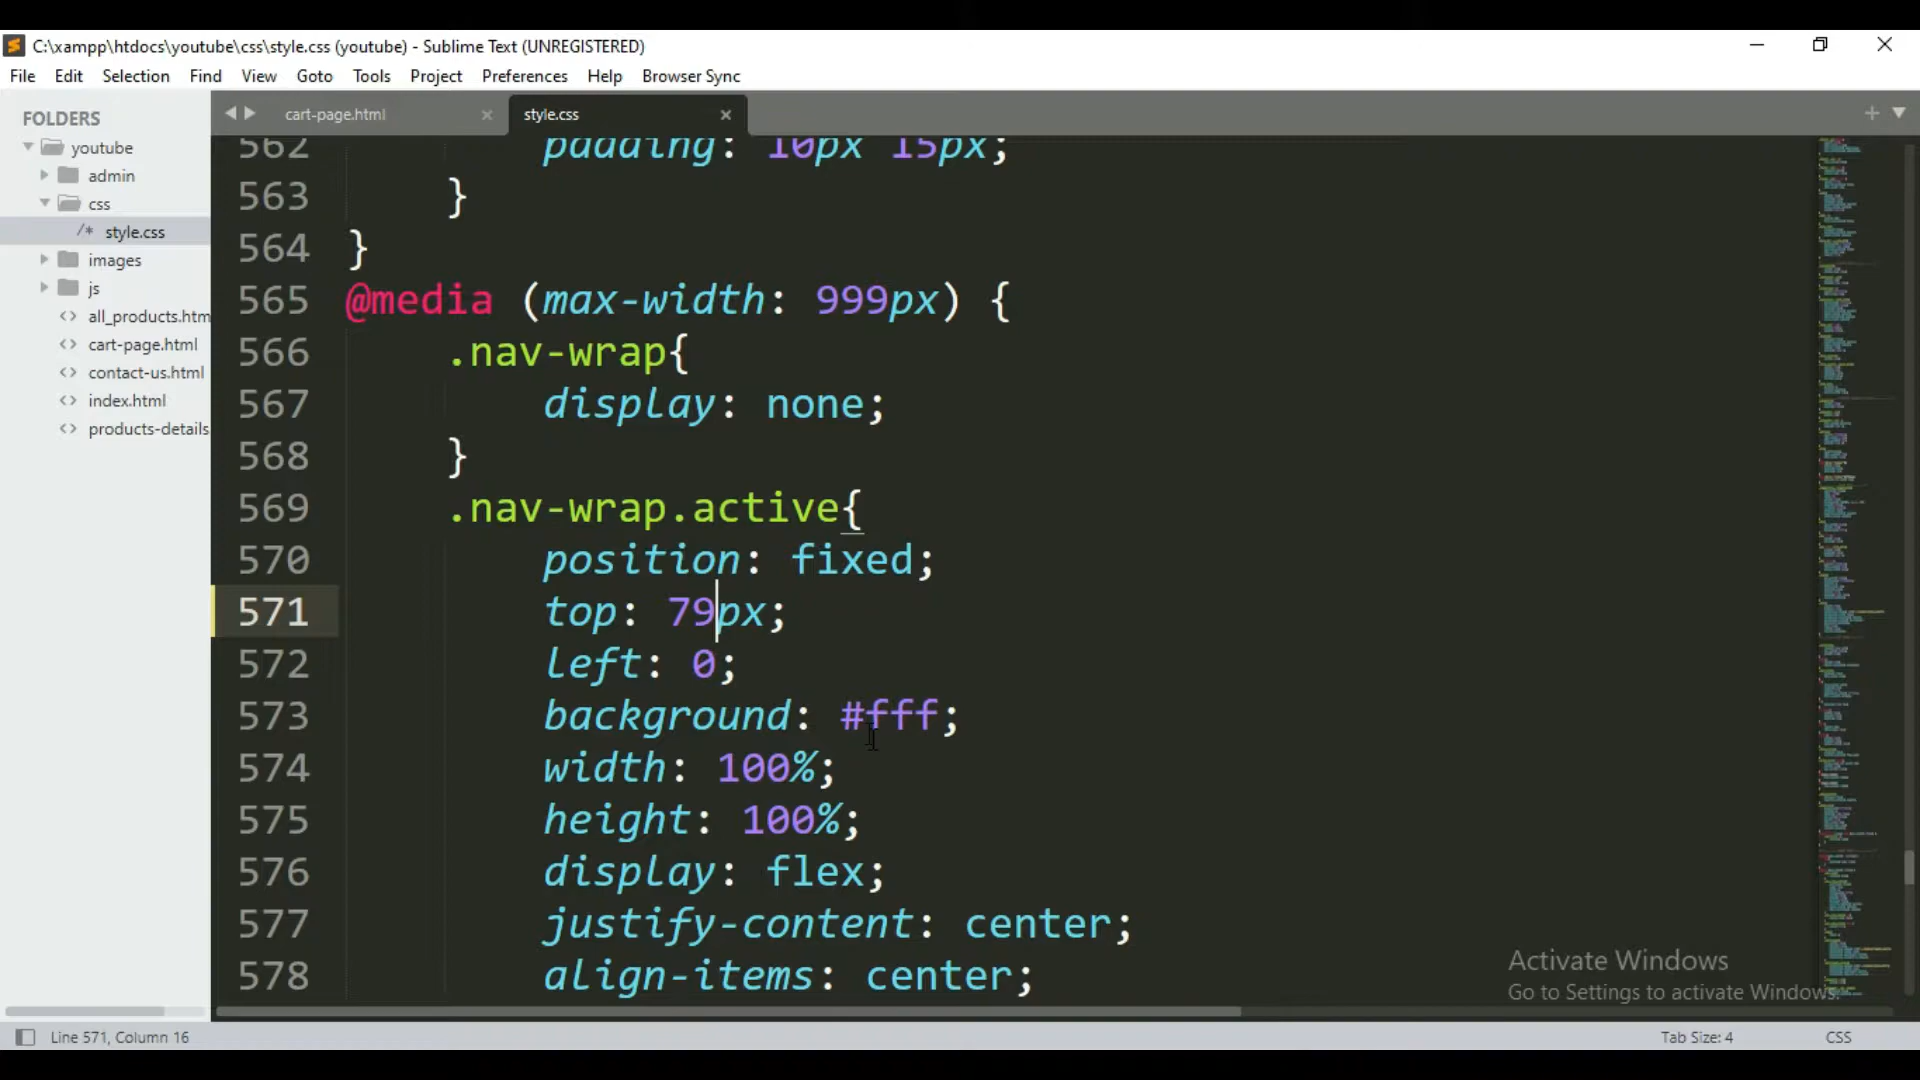 C:\xampp\htdocs\youtube\css\style.css (youtube) - Sublime Text (UNREGISTERED)
File Edit Selection Find View Goto Tools Project Preferences Help Browser Sync
FOLDERS
youtube
admin
css
/* style.css
images
js
<> all_products.htm
<> cart-page.html
<> contact-us.html
<> index.html
<> products-details
cart-page.html
style.css
562 padding: 10px 15px;
563 }
564 }
565 @media (max-width: 999px) {
566 .nav-wrap{
567 display: none;
568 }
569 .nav-wrap.active{
570 position: fixed;
571 top: 79px;
572 left: 0;
573 background: #fff;
574 width: 100%;
575 height: 100%;
576 display: flex;
577 justify-content: center;
578 align-items: center;
Activate Windows
Go to Settings to activate Windows.
Line 571, Column 16
Tab Size: 4
CSS